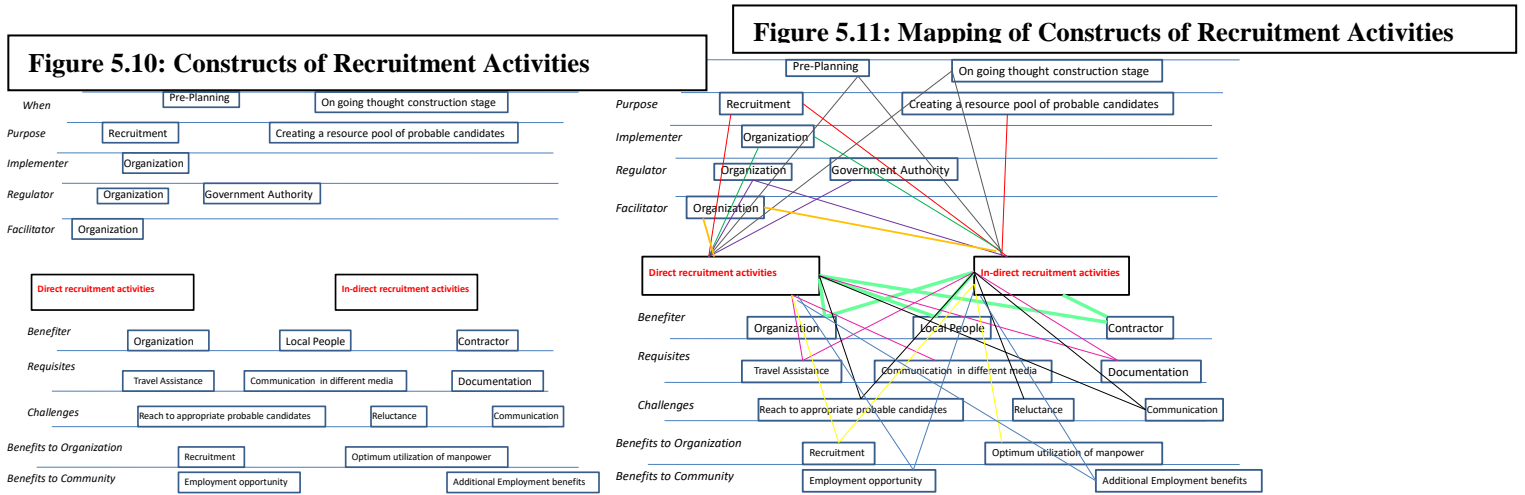 Figure 5.10: Constructs of Recruitment Activities
When
Pre-Planning
On going thought construction stage
Purpose
Recruitment
Creating a resource pool of probable candidates
Implementer
Organization
Regulator
Organization
Government Authority
Facilitator
Organization
Direct recruitment activities
In-direct recruitment activities
Benefiter
Organization
Local People
Contractor
Requisites
Travel Assistance
Communication in different media
Documentation
Challenges
Reach to appropriate probable candidates
Reluctance
Communication
Benefits to Organization
Recruitment
Optimum utilization of manpower
Benefits to Community
Employment opportunity
Additional Employment benefits
Figure 5.11: Mapping of Constructs of Recruitment Activities
Pre-Planning
On going thought construction stage
Purpose
Recruitment
Creating a resource pool of probable candidates
Implementer
Organization
Regulator
Organization
Government Authority
Facilitator
Organization
Direct recruitment activities
In-direct recruitment activities
Benefiter
Organization
Local People
Contractor
Requisites
Travel Assistance
Communication in different media
Documentation
Challenges
Reach to appropriate probable candidates
Reluctance
Communication
Benefits to Organization
Recruitment
Optimum utilization of manpower
Benefits to Community
Employment opportunity
Additional Employment benefits